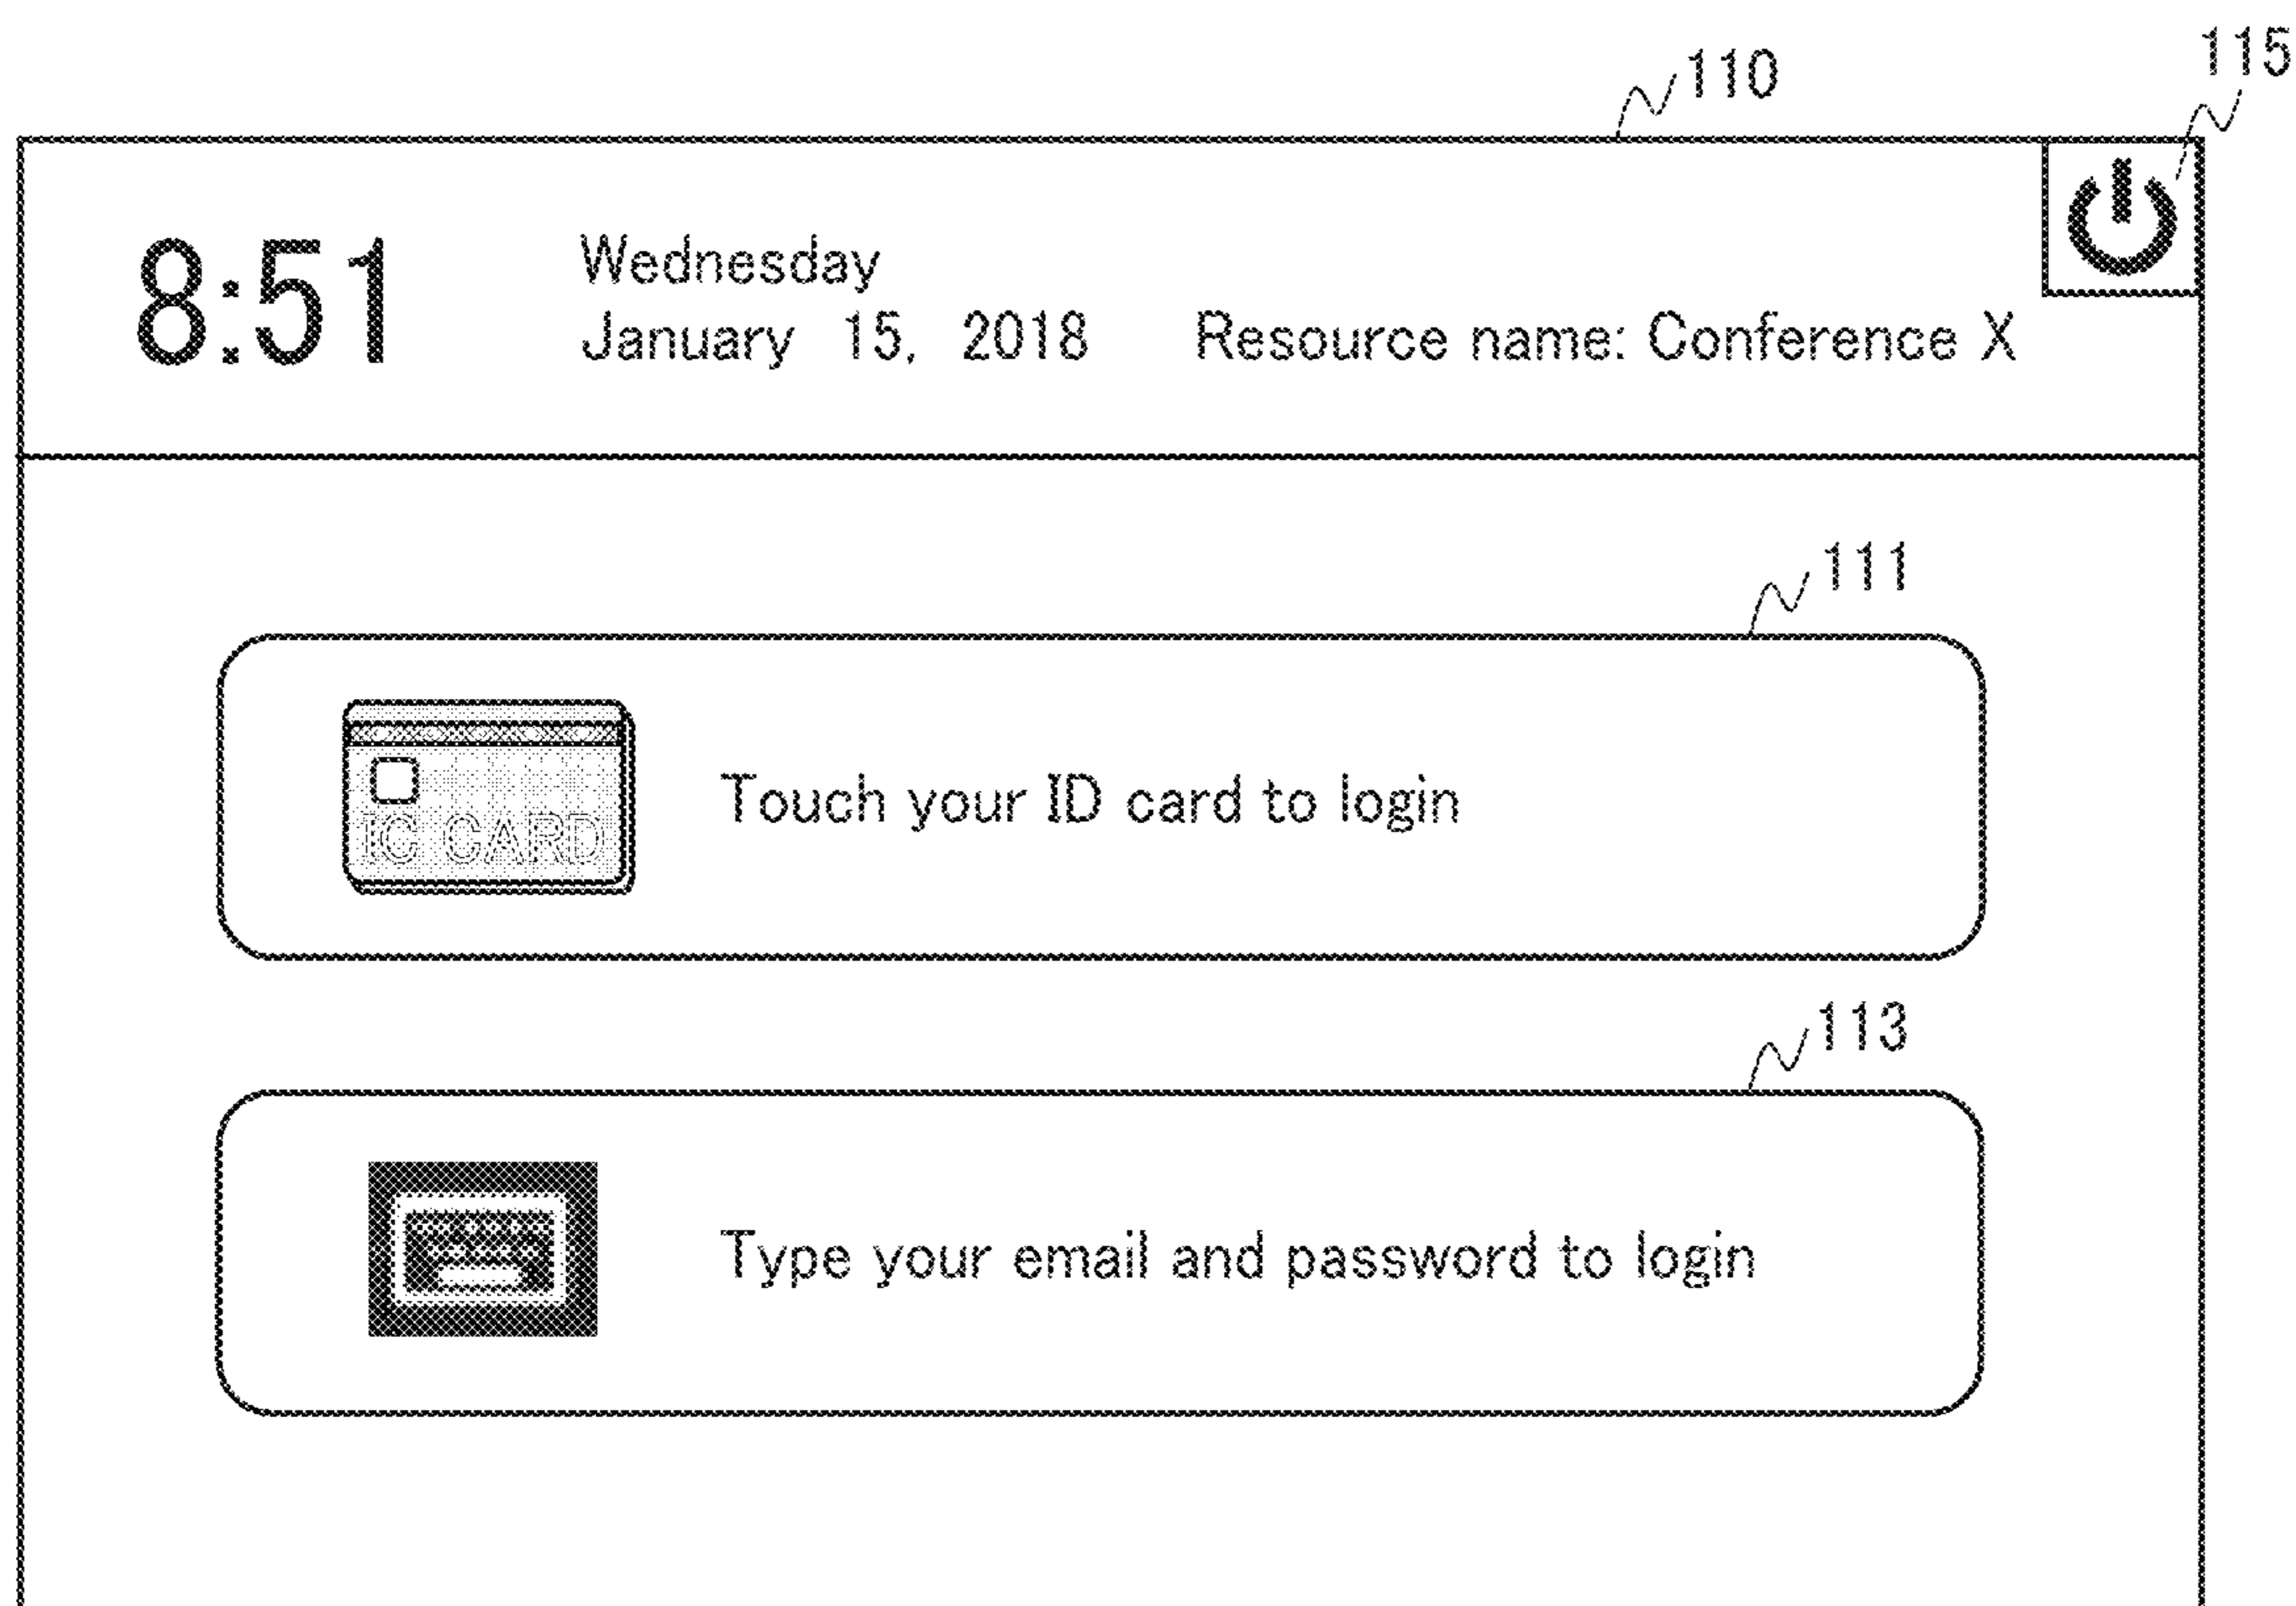 115
110
8:51
Wednesday
January 15, 2018 Resource name: Conference X
111
IC CARD
Touch your ID card to login
113
Type your email and password to login